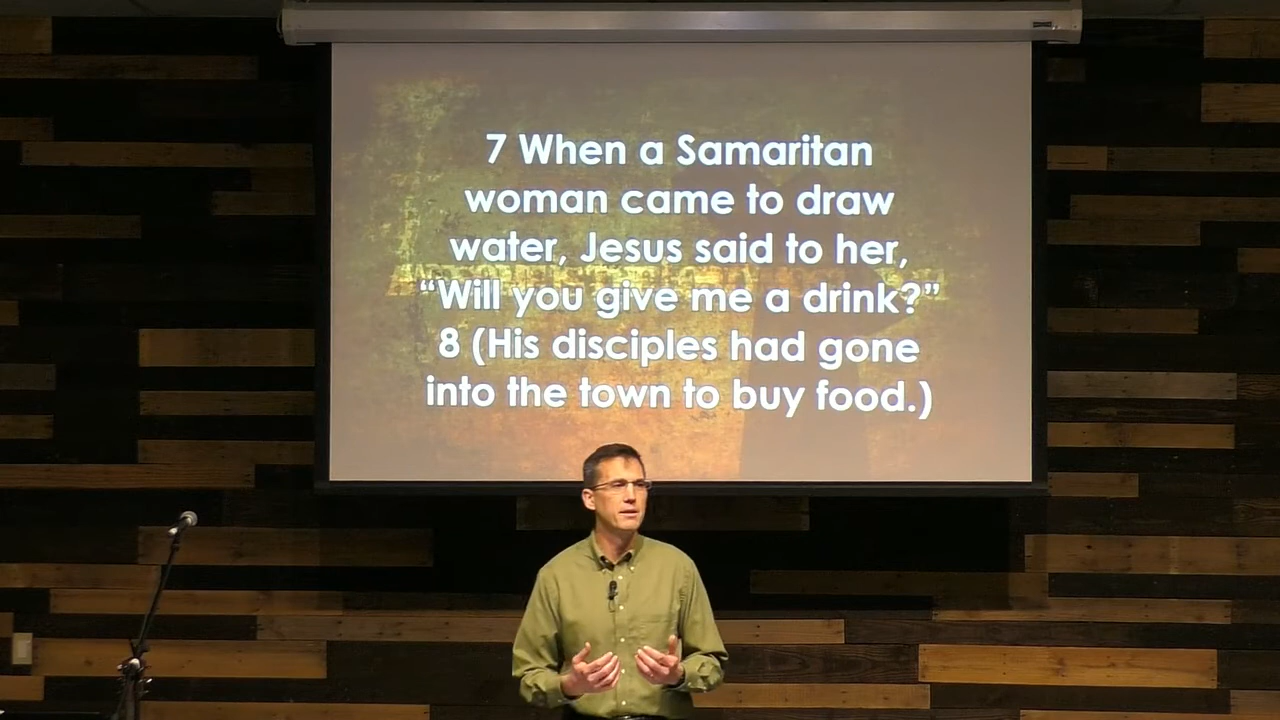 7 When a Samaritan
woman came to draw
water, Jesus said to her,
“Will you give me a drink?”
8 (His disciples had gone
into the town to buy food.)